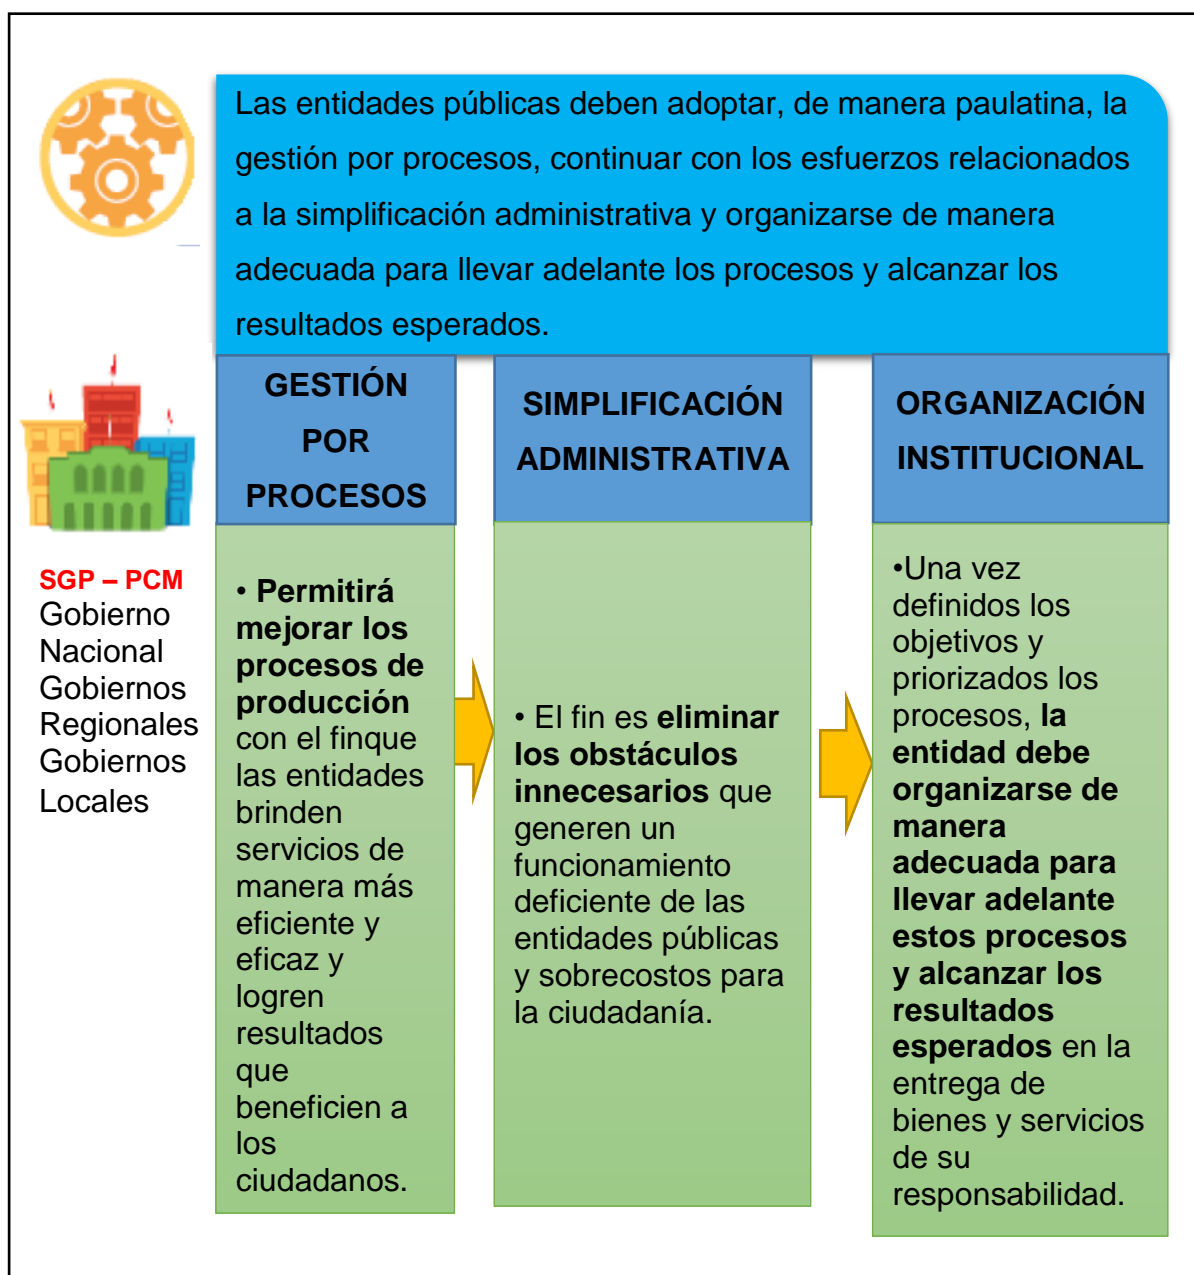 Las entidades públicas deben adoptar, de manera paulatina, la
gestión por procesos, continuar con los esfuerzos relacionados
a la simplificación administrativa y organizarse de manera
adecuada para llevar adelante los procesos y alcanzar los
resultados esperados.
SGP – PCM
Gobierno
Nacional
Gobiernos
Regionales
Gobiernos
Locales
GESTIÓN
POR
PROCESOS
• Permitirá
mejorar los
procesos de
producción
con el finque
las entidades
brinden
servicios de
manera más
eficiente y
eficaz y
logren
resultados
que
beneficien a
los
ciudadanos.
SIMPLIFICACIÓN
ADMINISTRATIVA
• El fin es eliminar
los obstáculos
innecesarios que
generen un
funcionamiento
deficiente de las
entidades públicas
y sobrecostos para
la ciudadanía.
ORGANIZACIÓN
INSTITUCIONAL
•Una vez
definidos los
objetivos y
priorizados los
procesos, la
entidad debe
organizarse de
manera
adecuada para
llevar adelante
estos procesos
y alcanzar los
resultados
esperados en la
entrega de
bienes y servicios
de su
responsabilidad.